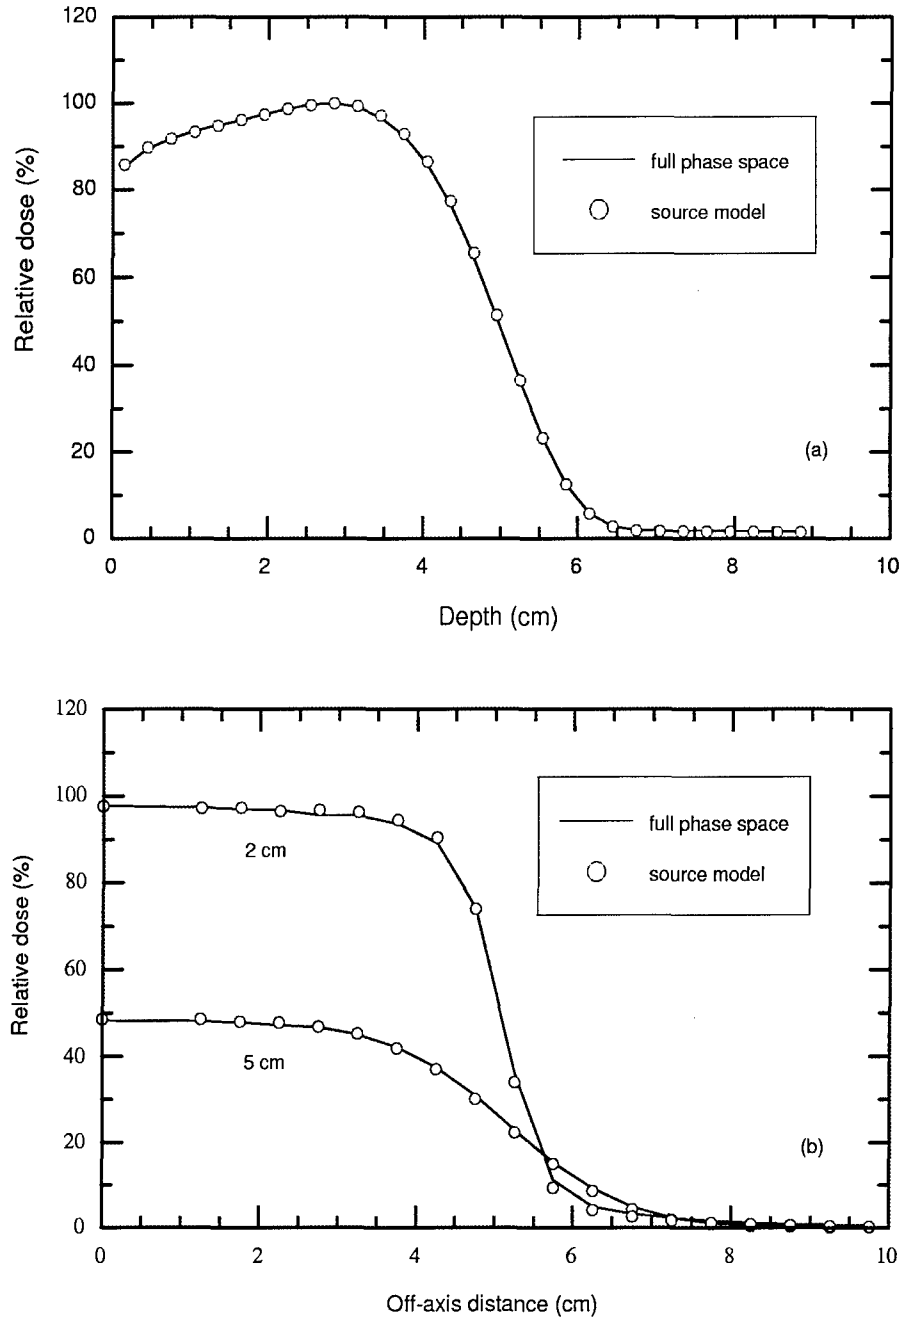 120
100
80
60
40
20
0
Relative dose (%)
full phase space
source model
(a)
0 2 4 6 8 10
Depth (cm)
120
100
80
60
40
20
0
Relative dose (%)
full phase space
source model
2 cm
5 cm
(b)
0 2 4 6 8 10
Off-axis distance (cm)